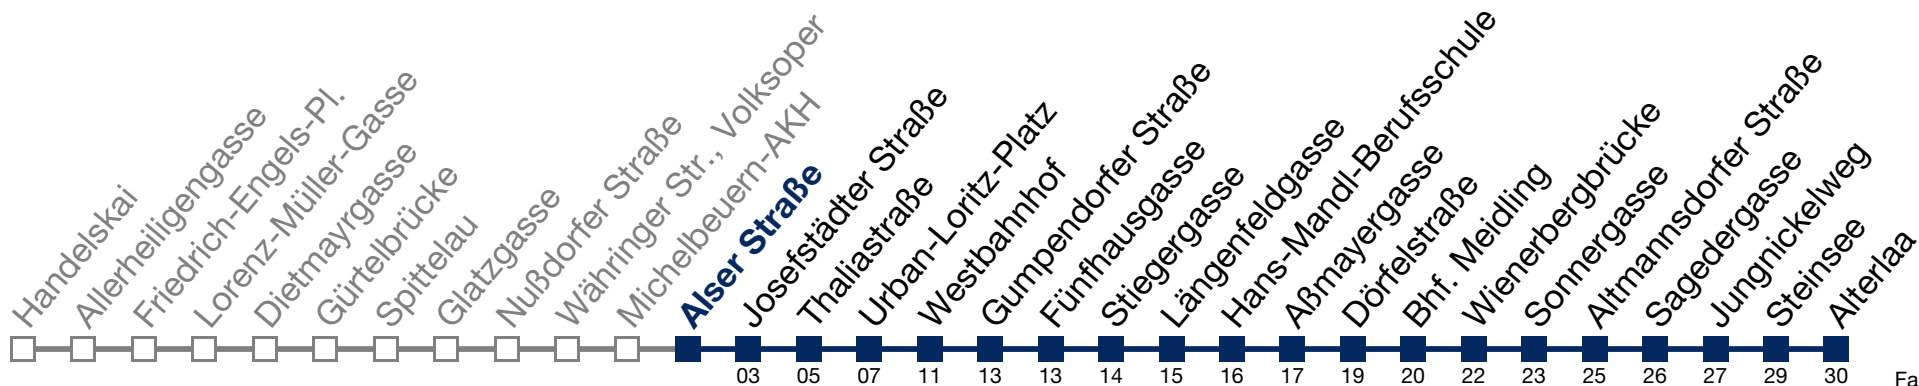 Handelskai
Allerheiligengasse
Friedrich-Engels-Pl.
Lorenz-Müller-Gasse
Dietmayrgasse
Gürtelbrücke
Spittelau
Glatzgasse
Nußdorfer Straße
Währinger Str., Volksoper
Michelbeuern-AKH
Alser Straße
Josefstädter Straße
Thaliastraße
Urban-Loritz-Platz
Westbahnhof
Gumpendorfer Straße
Fünfhausgasse
Stiegergasse
Längenfeldgasse
Hans-Mandl-Berufsschule
Aßmayergasse
Dörfelstraße
Bhf. Meidling
Wienerbergbrücke
Sonnergasse
Altmannsdorfer Straße
Sagedergasse
Jungnickelweg
Steinsee
Alterlaa
03 05 07 11 13 13 14 15 16 17 19 20 22 23 25 26 27 29 30 Fa